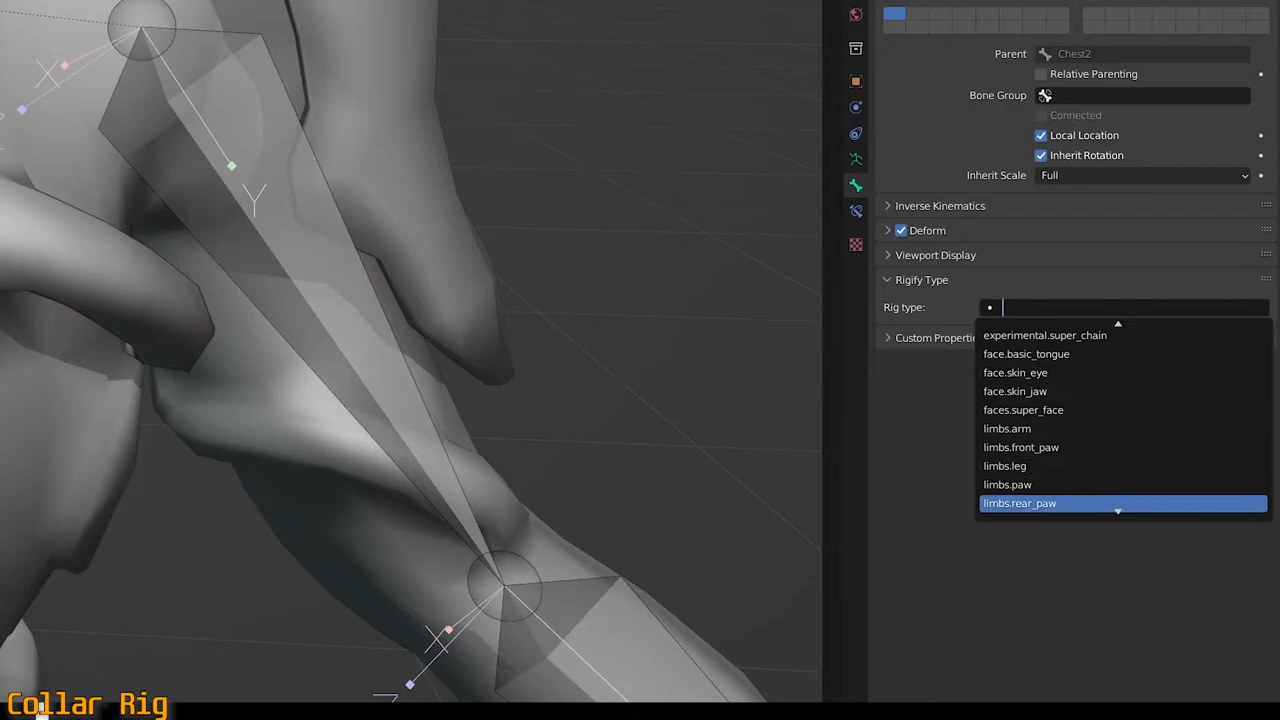 Parent
Chest2
Relative Parenting
Bone Group
Connected
Local Location
Inherit Rotation
Inherit Scale
Full
Inverse Kinematics
Deform
Viewport Display
Rigify Type
Rig type:
Custom Propertie
experimental.super_chain
face.basic_tongue
face.skin_eye
face.skin_jaw
faces.super_face
limbs.arm
limbs.front_paw
limbs.leg
limbs.paw
limbs.rear_paw
X
Y
X
Collar Rig